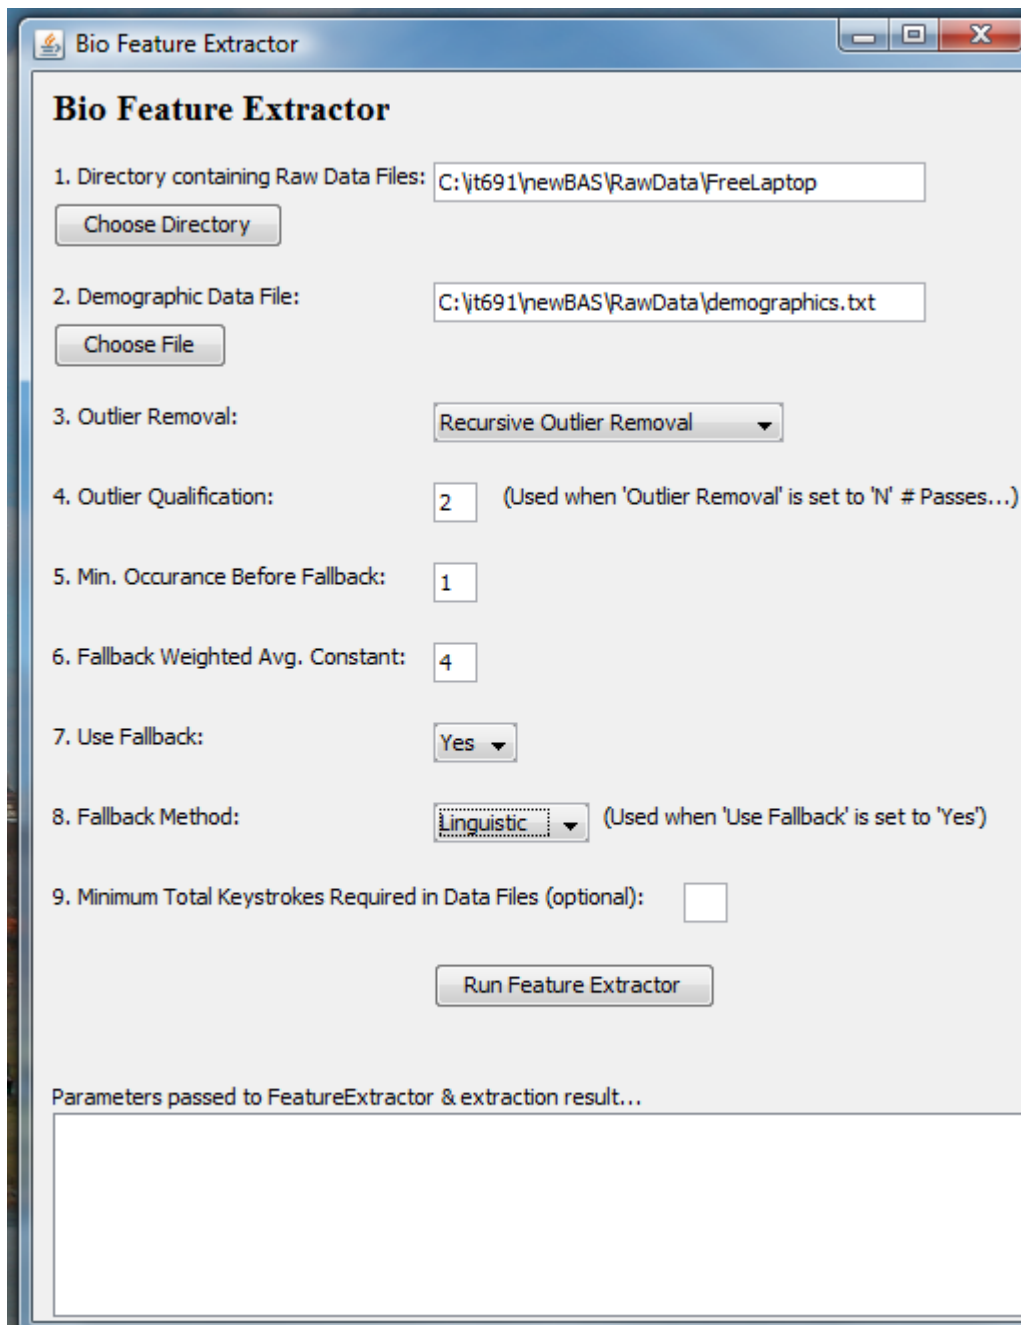 Bio Feature Extractor
Bio Feature Extractor
1. Directory containing Raw Data Files: C:\it691\newBAS\RawData\FreeLaptop
Choose Directory
2. Demographic Data File: C:\it691\newBAS\RawData\demographics.txt
Choose File
3. Outlier Removal: Recursive Outlier Removal
4. Outlier Qualification: 2 (Used when 'Outlier Removal' is set to 'N' # Passes...)
5. Min. Occurance Before Fallback: 1
6. Fallback Weighted Avg. Constant: 4
7. Use Fallback: Yes
8. Fallback Method: Linguistic (Used when 'Use Fallback' is set to 'Yes')
9. Minimum Total Keystrokes Required in Data Files (optional):
Run Feature Extractor
Parameters passed to FeatureExtractor & extraction result...